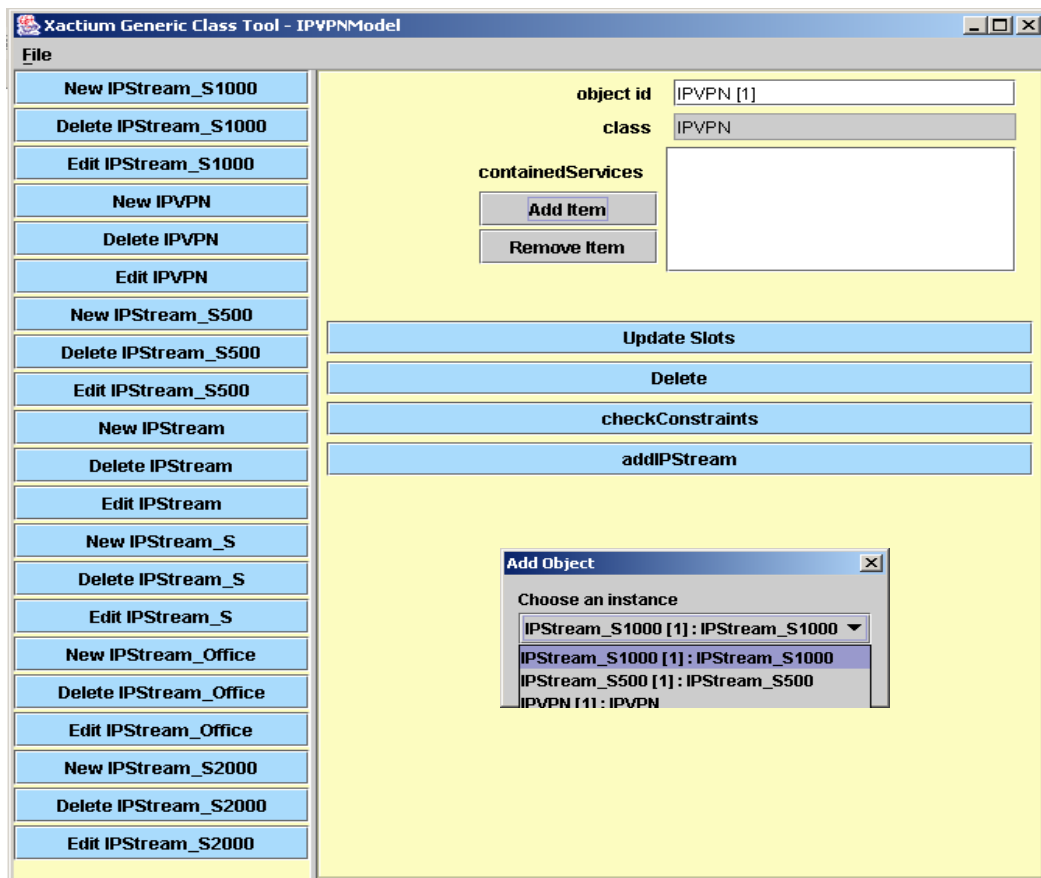 Xactium Generic Class Tool - IPVPNModel
File
New IPStream_S1000
Delete IPStream_S1000
Edit IPStream_S1000
New IPVPN
Delete IPVPN
Edit IPVPN
New IPStream_S500
Delete IPStream_S500
Edit IPStream_S500
New IPStream
Delete IPStream
Edit IPStream
New IPStream_S
Delete IPStream_S
Edit IPStream_S
New IPStream_Office
Delete IPStream_Office
Edit IPStream_Office
New IPStream_S2000
Delete IPStream_S2000
Edit IPStream_S2000
object id IPVPN [1]
class IPVPN
containedServices
Add Item
Remove Item
Update Slots
Delete
checkConstraints
addIPStream
Add Object
Choose an instance
IPStream_S1000 [1] : IPStream_S1000
IPStream_S1000 [1] : IPStream_S1000
IPStream_S500 [1] : IPStream_S500
IPVPN [1] : IPVPN